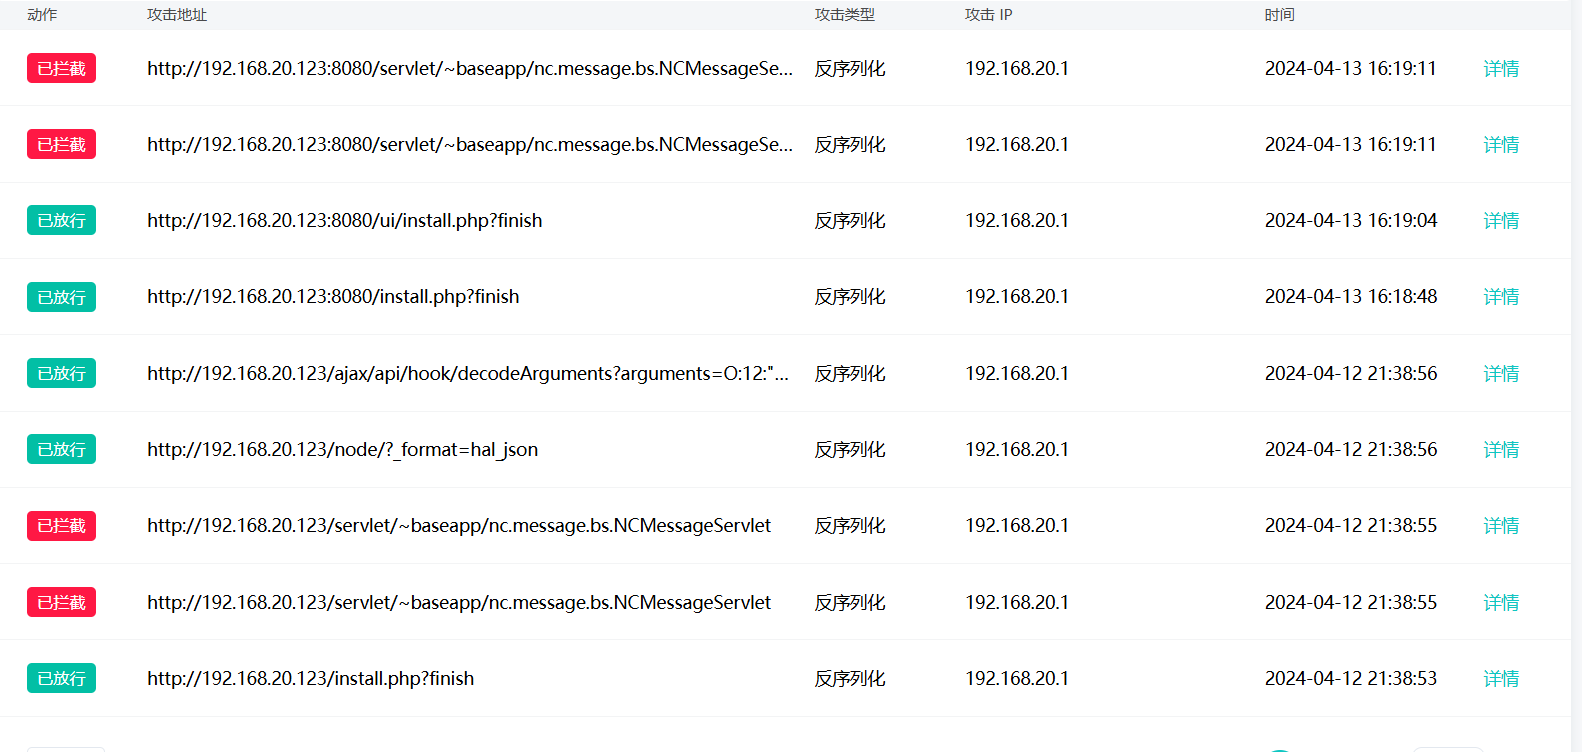 动作 攻击地址 攻击类型 攻击 IP 时间
已拦截 http://192.168.20.123:8080/servlet/~baseapp/nc.message.bs.NCMessageSe... 反序列化 192.168.20.1 2024-04-13 16:19:11 详情
已拦截 http://192.168.20.123:8080/servlet/~baseapp/nc.message.bs.NCMessageSe... 反序列化 192.168.20.1 2024-04-13 16:19:11 详情
已放行 http://192.168.20.123:8080/ui/install.php?finish 反序列化 192.168.20.1 2024-04-13 16:19:04 详情
已放行 http://192.168.20.123:8080/install.php?finish 反序列化 192.168.20.1 2024-04-13 16:18:48 详情
已放行 http://192.168.20.123/ajax/api/hook/decodeArguments?arguments=O:12:"... 反序列化 192.168.20.1 2024-04-12 21:38:56 详情
已放行 http://192.168.20.123/node/?_format=hal_json 反序列化 192.168.20.1 2024-04-12 21:38:56 详情
已拦截 http://192.168.20.123/servlet/~baseapp/nc.message.bs.NCMessageServlet 反序列化 192.168.20.1 2024-04-12 21:38:55 详情
已拦截 http://192.168.20.123/servlet/~baseapp/nc.message.bs.NCMessageServlet 反序列化 192.168.20.1 2024-04-12 21:38:55 详情
已放行 http://192.168.20.123/install.php?finish 反序列化 192.168.20.1 2024-04-12 21:38:53 详情